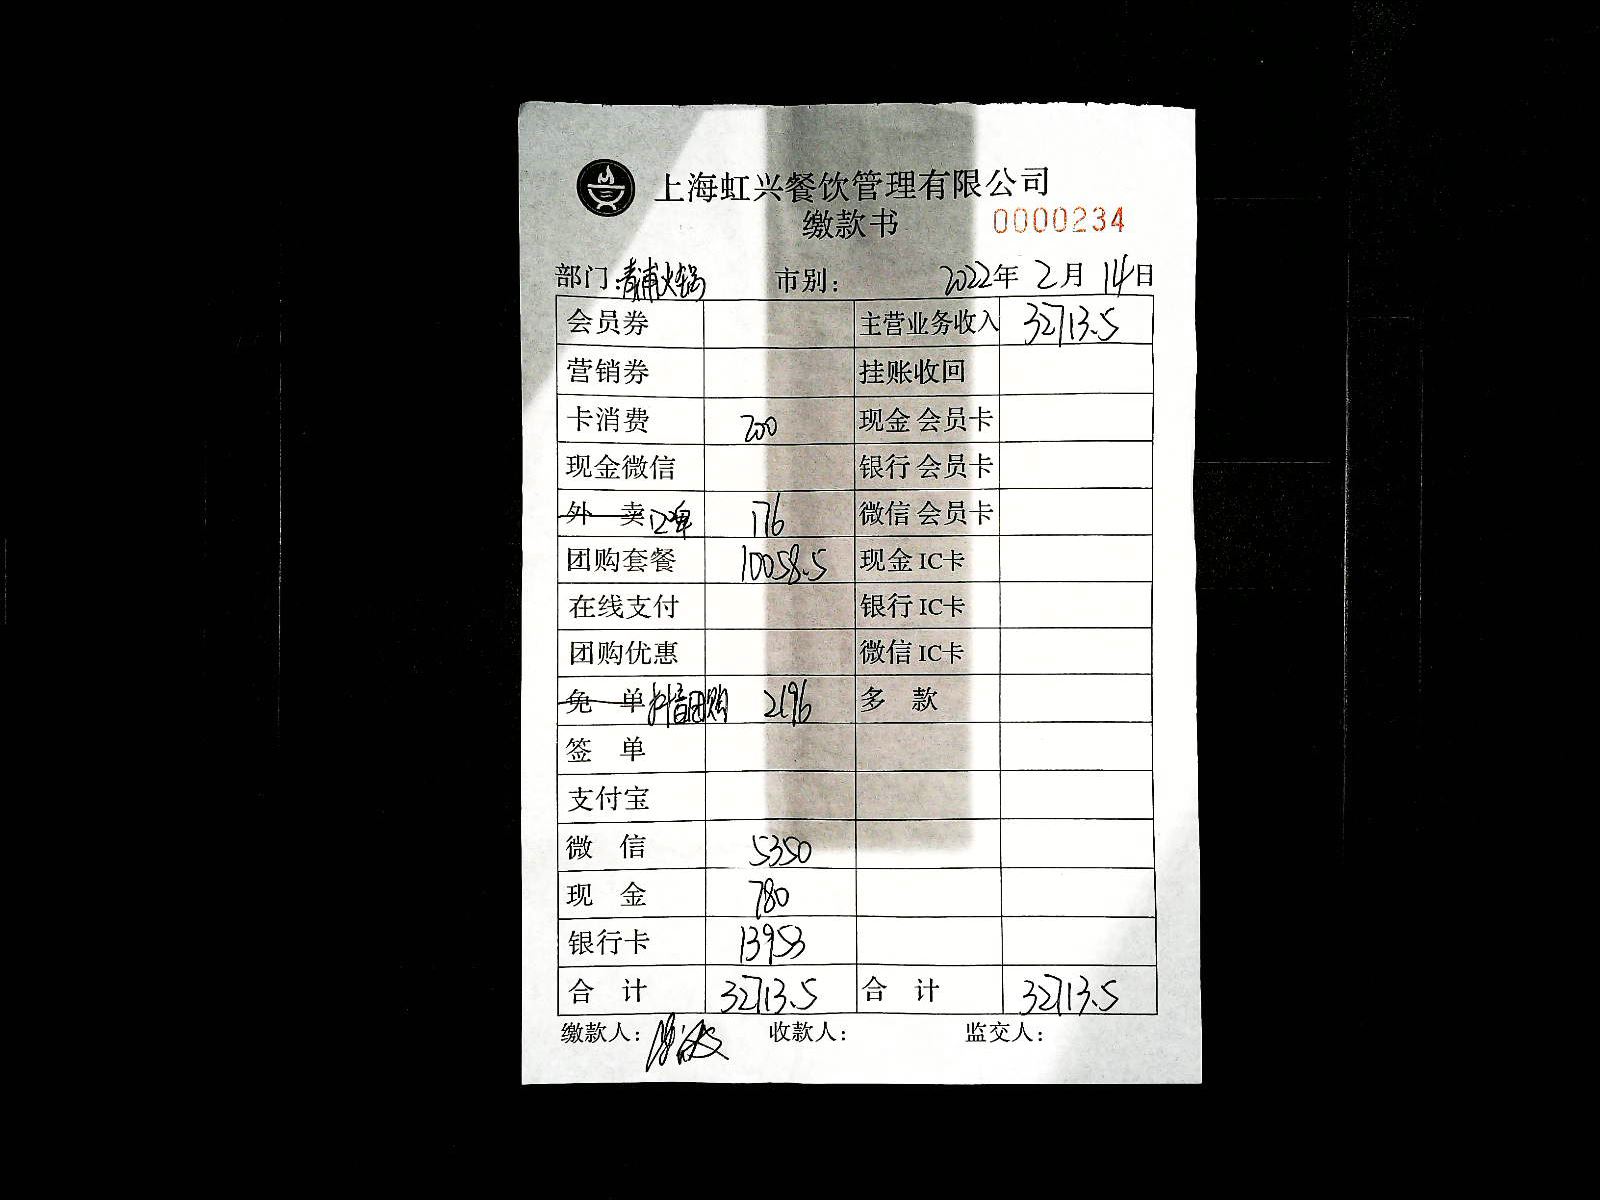 上海虹兴餐饮管理有限公司
缴款书 0000234
部门:青浦火锅 市别: 2022年2月14日
会员券 主营业务收入 32713.5
营销券 挂账收回
卡消费 200 现金会员卡
现金微信 银行会员卡
外卖 口碑 176 微信会员卡
团购套餐 10058.5 现金IC卡
在线支付 银行IC卡
团购优惠 微信IC卡
免单 抖音团购 2196 多款
签单
支付宝
微信 5350
现金 780
银行卡 13953
合计 32713.5 合计 32713.5
缴款人: 收款人: 监交人: